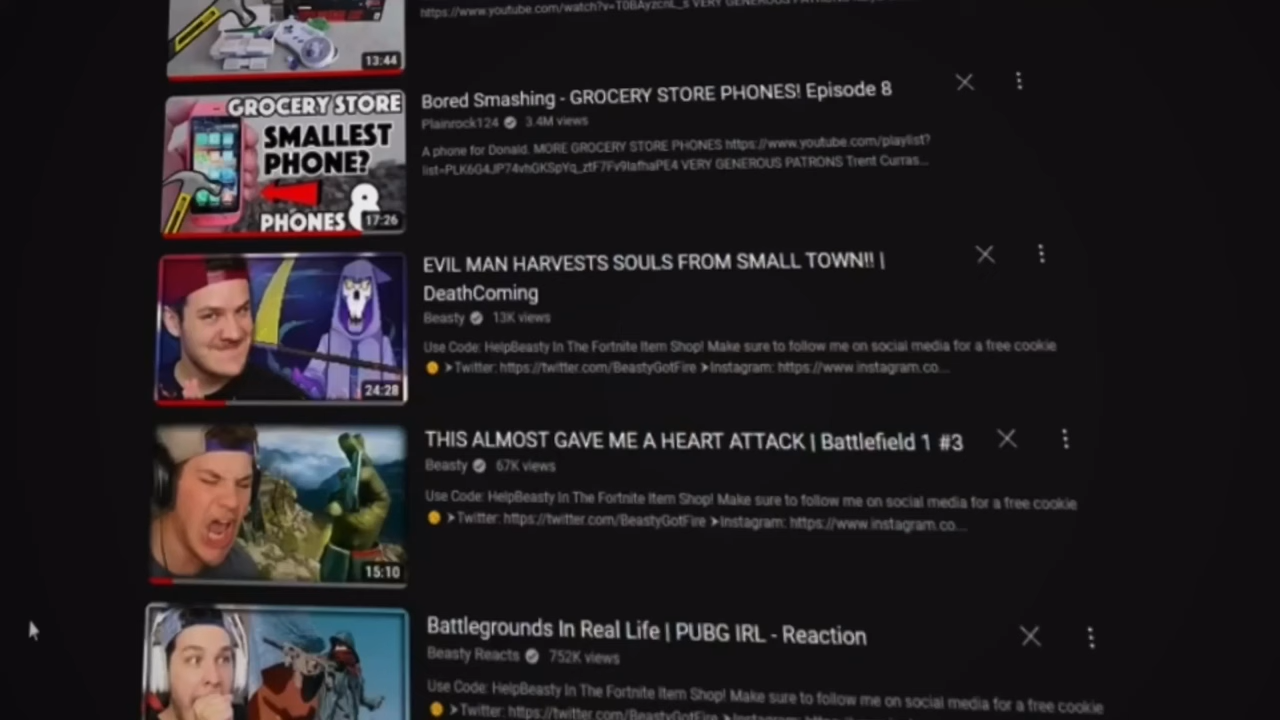 https://www.youtube.com/watch?v= VERY GENEROUS
13:44
GROCERY STORE
SMALLEST
PHONE?
PHONES 8
17:26
Bored Smashing - GROCERY STORE PHONES! Episode 8
Plainrock124 3.4M views
A phone for Donald. MORE GROCERY STORE PHONES https://www.youtube.com/playlist?
VERY GENEROUS PATRONS Trent Curras...
24:28
EVIL MAN HARVESTS SOULS FROM SMALL TOWN!! |
DeathComing
Beasty 13K views
Use Code: HelpBeasty In The Fortnite Item Shop! Make sure to follow me on social media for a free cookie
➤Twitter: https://twitter.com/BeastyGotFire ➤Instagram: https://www.instagram.co...
15:10
THIS ALMOST GAVE ME A HEART ATTACK | Battlefield 1 #3
Beasty 67K views
Use Code: HelpBeasty In The Fortnite Item Shop! Make sure to follow me on social media for a free cookie
➤Twitter: https://twitter.com/BeastyGotFire ➤Instagram: https://www.instagram.co...
Battlegrounds In Real Life | PUBG IRL - Reaction
Beasty Reacts 752K views
Use Code: HelpBeasty In The Fortnite Item Shop! Make sure to follow me on social media for a free cookie
➤Twitter: https://twitter.com/BeastyGotFire